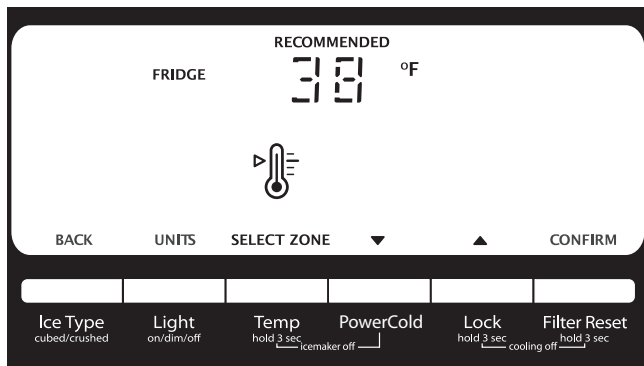 RECOMMENDED
FRIDGE 38 °F
BACK UNITS SELECT ZONE ▼ ▲ CONFIRM
Ice Type Light Temp PowerCold Lock Filter Reset
cubed/crushed on/dim/off hold 3 sec hold 3 sec hold 3 sec
icemaker off cooling off